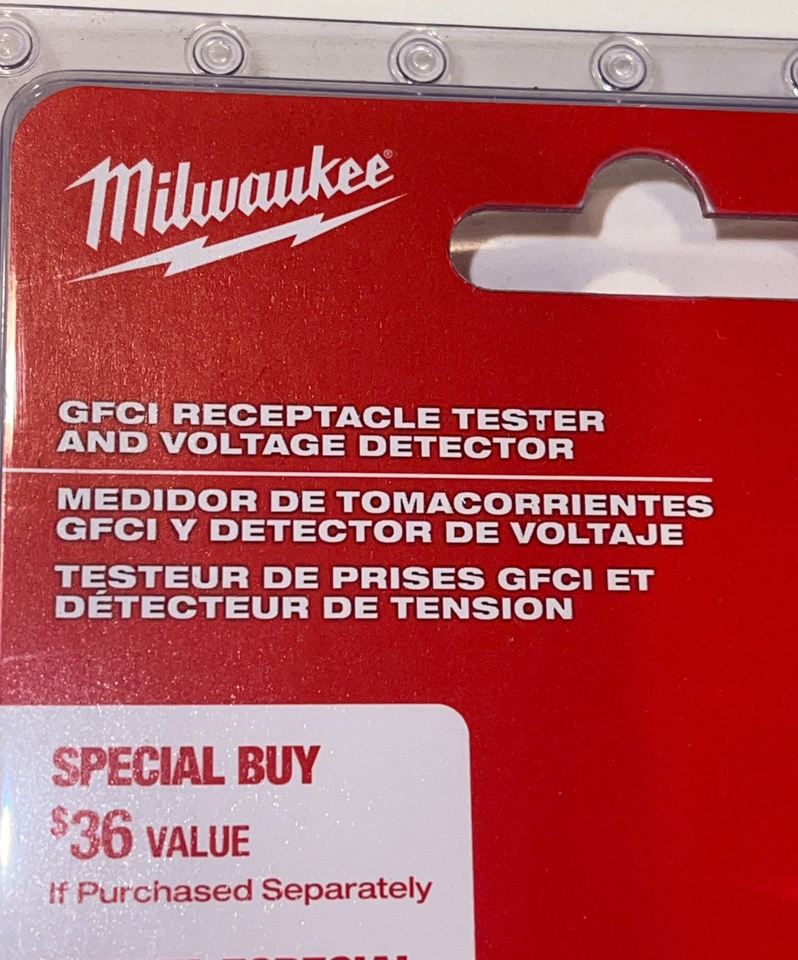 Milwaukee®
GFCI RECEPTACLE TESTER
AND VOLTAGE DETECTOR
MEDIDOR DE TOMACORRIENTES
GFCI Y DETECTOR DE VOLTAJE
TESTEUR DE PRISES GFCI ET
DÉTECTEUR DE TENSION
SPECIAL BUY
$36 VALUE
If Purchased Separately
ESPECIAL